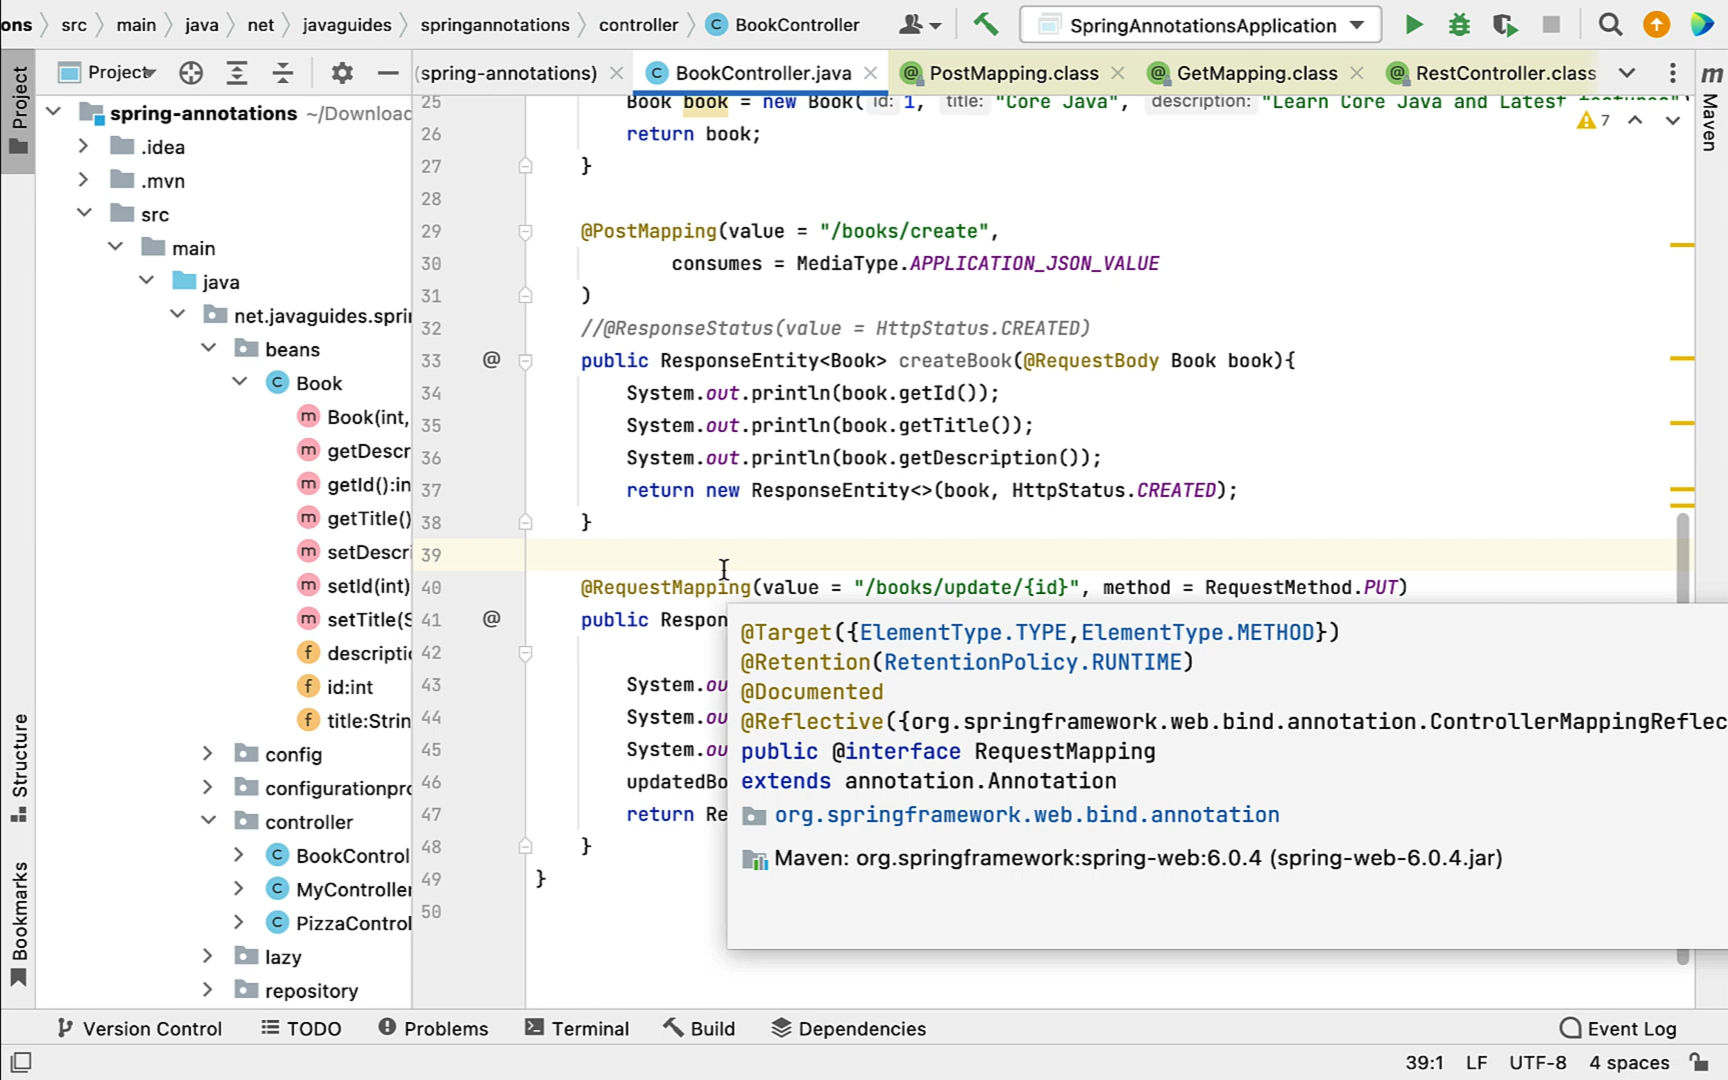 ons src main java net javaguides springannotations controller BookController SpringAnnotationsApplication
Project
(spring-annotations) BookController.java PostMapping.class GetMapping.class RestController.class
Project
Structure
Bookmarks
Maven
spring-annotations ~/Downloac
.idea
.mvn
src
main
java
net.javaguides.spri
beans
Book
Book(int,
getDescr
getId():in
getTitle()
setDescri
setId(int)
setTitle(S
descriptio
id:int
title:Strin
config
configurationpro
controller
BookControl
MyController
PizzaControl
lazy
repository
25 Book book = new Book( id: 1, title: "Core Java", description: "Learn Core Java and Latest features")
7
26 return book;
27 }
28
29 @PostMapping(value = "/books/create",
30 consumes = MediaType.APPLICATION_JSON_VALUE
31 )
32 //@ResponseStatus(value = HttpStatus.CREATED)
33 @ public ResponseEntity<Book> createBook(@RequestBody Book book){
34 System.out.println(book.getId());
35 System.out.println(book.getTitle());
36 System.out.println(book.getDescription());
37 return new ResponseEntity<>(book, HttpStatus.CREATED);
38 }
39
40 @RequestMapping(value = "/books/update/{id}", method = RequestMethod.PUT)
41 @ public Respon
42
43 System.ou
44 System.ou
45 System.ou
46 updatedBo
47 return Re
48 }
49 }
50
@Target({ElementType.TYPE,ElementType.METHOD})
@Retention(RetentionPolicy.RUNTIME)
@Documented
@Reflective({org.springframework.web.bind.annotation.ControllerMappingReflec
public @interface RequestMapping
extends annotation.Annotation
org.springframework.web.bind.annotation
Maven: org.springframework:spring-web:6.0.4 (spring-web-6.0.4.jar)
Version Control TODO Problems Terminal Build Dependencies Event Log
39:1 LF UTF-8 4 spaces